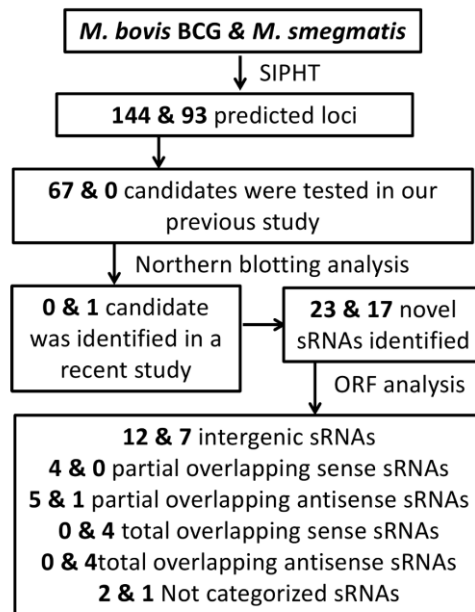 M. bovis BCG & M. smegmatis
SIPHT
144 & 93 predicted loci
67 & 0 candidates were tested in our
previous study
Northern blotting analysis
0 & 1 candidate
was identified in a
recent study
23 & 17 novel
sRNAs identified
ORF analysis
12 & 7 intergenic sRNAs
4 & 0 partial overlapping sense sRNAs
5 & 1 partial overlapping antisense sRNAs
0 & 4 total overlapping sense sRNAs
0 & 4total overlapping antisense sRNAs
2 & 1 Not categorized sRNAs